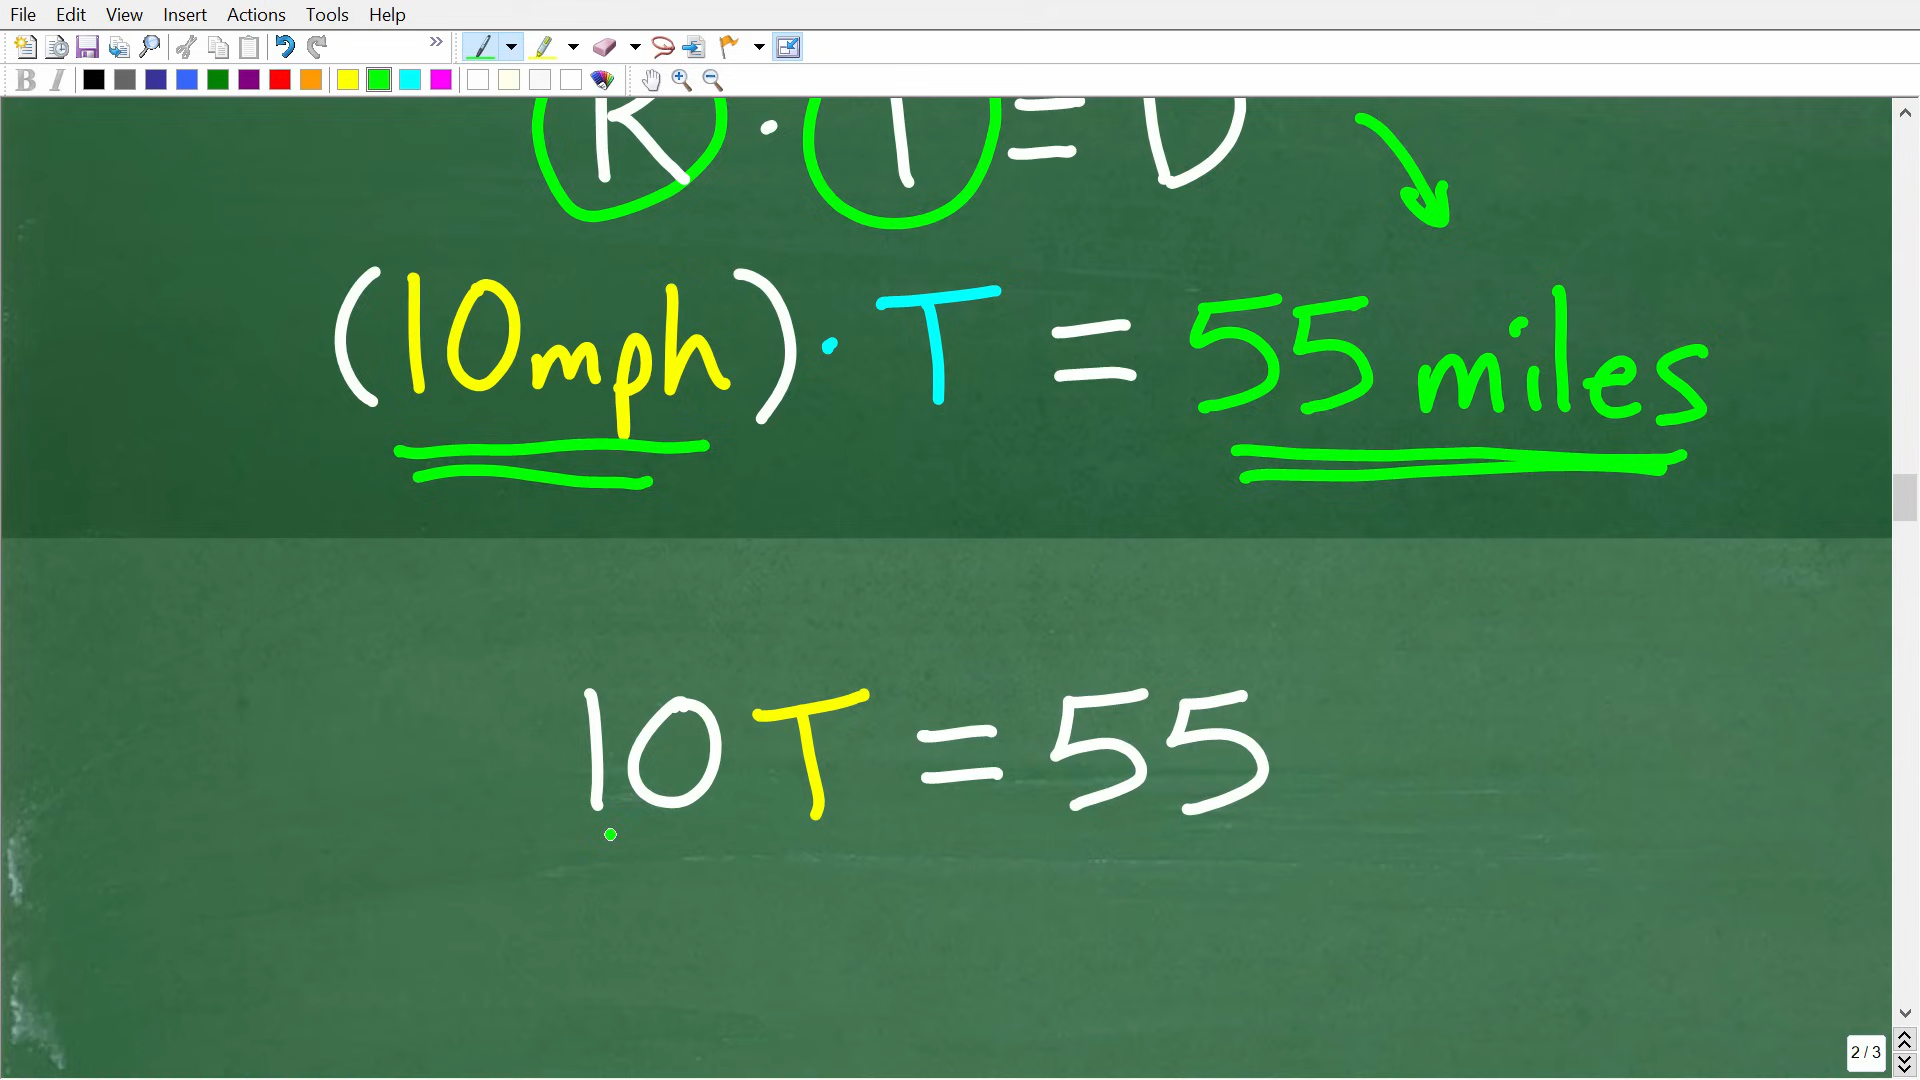 File Edit View Insert Actions Tools Help
B I
R · T = D
(10mph) · T = 55 miles
10T = 55
2 / 3